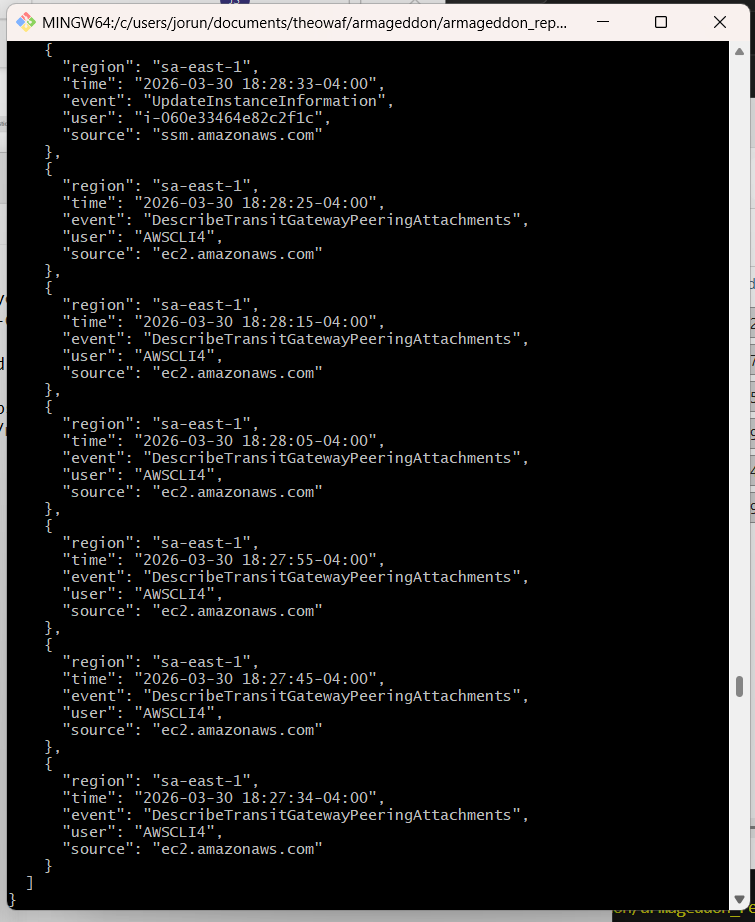 MINGW64:/c/users/jorun/documents/theowaf/armageddon/armageddon_rep...
    {
      "region": "sa-east-1",
      "time": "2026-03-30 18:28:33-04:00",
      "event": "UpdateInstanceInformation",
      "user": "i-060e33464e82c2f1c",
      "source": "ssm.amazonaws.com"
    },
    {
      "region": "sa-east-1",
      "time": "2026-03-30 18:28:25-04:00",
      "event": "DescribeTransitGatewayPeeringAttachments",
      "user": "AWSCLI4",
      "source": "ec2.amazonaws.com"
    },
    {
      "region": "sa-east-1",
      "time": "2026-03-30 18:28:15-04:00",
      "event": "DescribeTransitGatewayPeeringAttachments",
      "user": "AWSCLI4",
      "source": "ec2.amazonaws.com"
    },
    {
      "region": "sa-east-1",
      "time": "2026-03-30 18:28:05-04:00",
      "event": "DescribeTransitGatewayPeeringAttachments",
      "user": "AWSCLI4",
      "source": "ec2.amazonaws.com"
    },
    {
      "region": "sa-east-1",
      "time": "2026-03-30 18:27:55-04:00",
      "event": "DescribeTransitGatewayPeeringAttachments",
      "user": "AWSCLI4",
      "source": "ec2.amazonaws.com"
    },
    {
      "region": "sa-east-1",
      "time": "2026-03-30 18:27:45-04:00",
      "event": "DescribeTransitGatewayPeeringAttachments",
      "user": "AWSCLI4",
      "source": "ec2.amazonaws.com"
    },
    {
      "region": "sa-east-1",
      "time": "2026-03-30 18:27:34-04:00",
      "event": "DescribeTransitGatewayPeeringAttachments",
      "user": "AWSCLI4",
      "source": "ec2.amazonaws.com"
    }
  ]
}